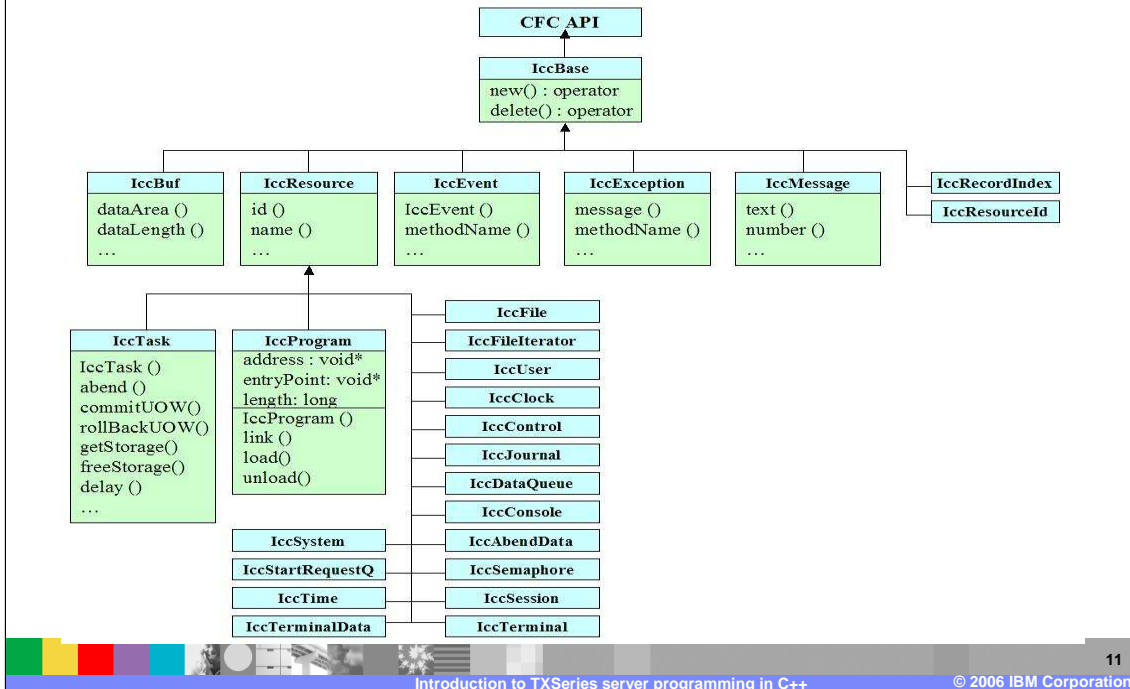 CFC API
IccBase
new() : operator
delete() : operator
IccBuf
dataArea ()
dataLength ()
…
IccResource
id ()
name ()
…
IccEvent
IccEvent ()
methodName ()
…
IccException
message ()
methodName ()
…
IccMessage
text ()
number ()
…
IccRecordIndex
IccResourceId
IccTask
IccTask ()
abend ()
commitUOW()
rollBackUOW()
getStorage()
freeStorage()
delay ()
…
IccProgram
address : void*
entryPoint: void*
length: long
IccProgram ()
link ()
load()
unload()
IccFile
IccFileIterator
IccUser
IccClock
IccControl
IccJournal
IccDataQueue
IccConsole
IccSystem
IccAbendData
IccStartRequestQ
IccSemaphore
IccTime
IccSession
IccTerminalData
IccTerminal
11
Introduction to TXSeries server programming in C++
© 2006 IBM Corporation